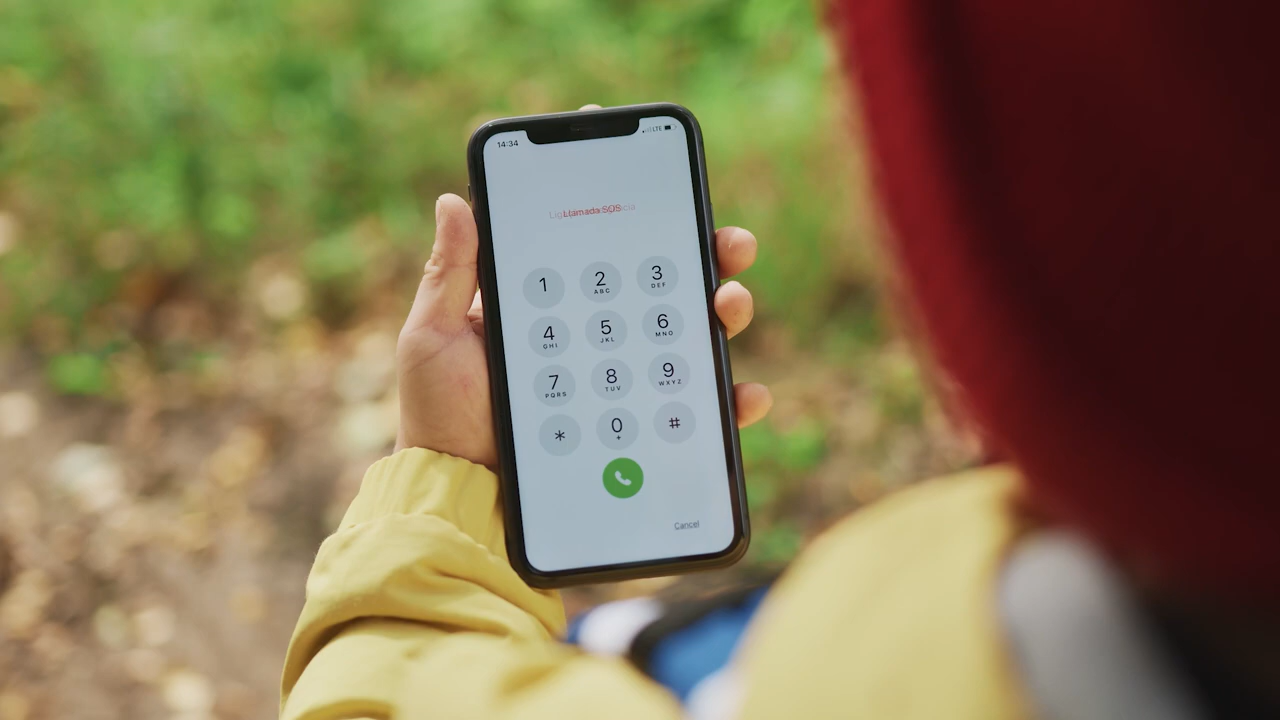 14:34
LTE
Llamada SOS
1 2 3
ABC DEF
4 5 6
GHI JKL MNO
7 8 9
PQRS TUV WXYZ
* 0 #
+
Cancel